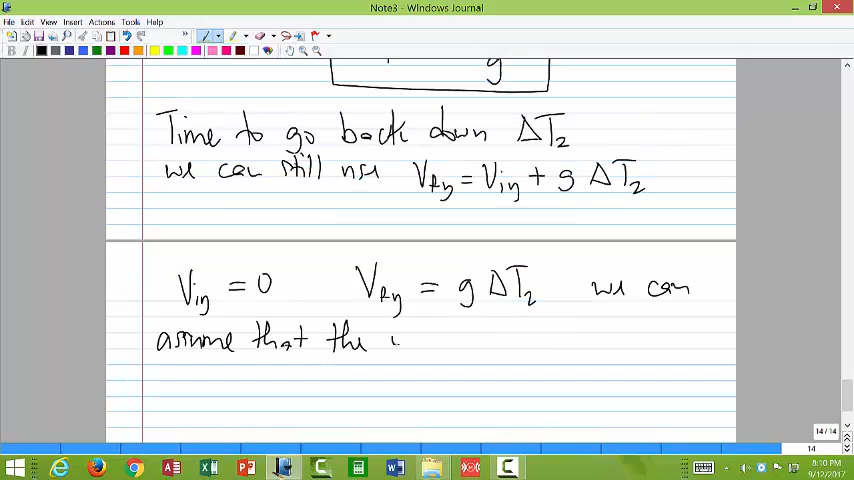 Note3 - Windows Journal
File Edit View Insert Actions Tools Help
B I
g
Time to go back down ΔT₂
we can still use V_fy = V_iy + g ΔT₂
V_iy = 0 V_fy = g ΔT₂ we can
assume that the
14 / 14
14
8:10 PM
9/12/2017